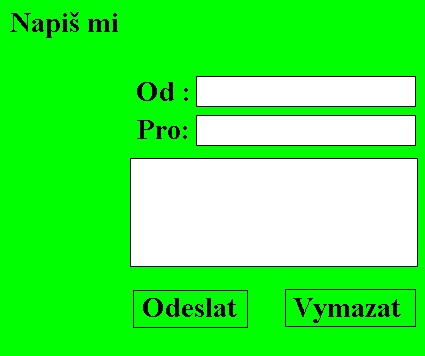 Napiš mi
Od :
Pro:
Odeslat Vymazat